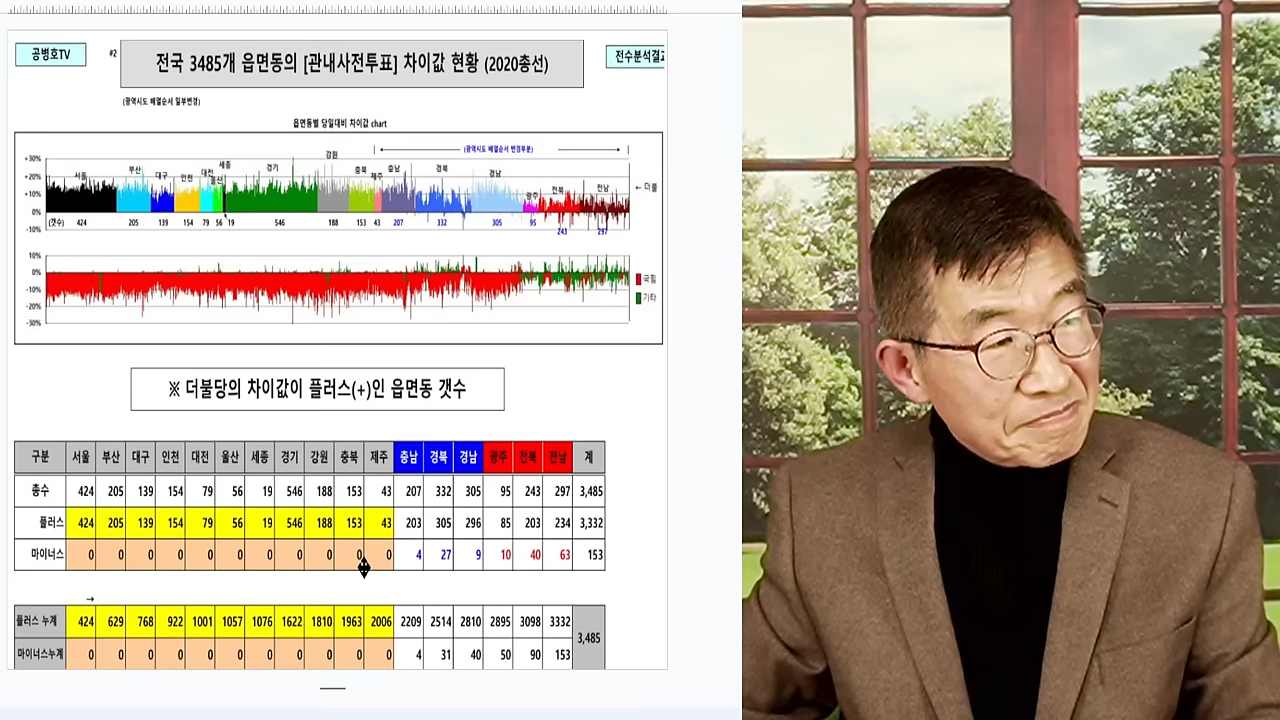 공병호TV
#2
전국 3485개 읍면동의 [관내사전투표] 차이값 현황 (2020총선)
전수분석결과
(광역시도 배열순서 일부변경)
읍면동별 당일대비 차이값 chart
(광역시도 배열순서 변경부분)
+30%
+20%
+10%
0%
-10%
서울 부산 대구 인천 대전 울산 세종 경기 강원 충북 제주 충남 경북 경남 광주 전북 전남
← 더불
(갯수) 424 205 139 154 79 56 19 546 188 153 43 207 332 305 95 243 297
10%
0%
-10%
-20%
-30%
국힘
기타
※ 더불당의 차이값이 플러스(+)인 읍면동 갯수
구분 서울 부산 대구 인천 대전 울산 세종 경기 강원 충북 제주 충남 경북 경남 광주 전북 전남 계
총수 424 205 139 154 79 56 19 546 188 153 43 207 332 305 95 243 297 3,485
플러스 424 205 139 154 79 56 19 546 188 153 43 203 305 296 85 203 234 3,332
마이너스 0 0 0 0 0 0 0 0 0 0 0 4 27 9 10 40 63 153
→
플러스 누계 424 629 768 922 1001 1057 1076 1622 1810 1963 2006 2209 2514 2810 2895 3098 3332 3,485
마이너스누계 0 0 0 0 0 0 0 0 0 0 0 4 31 40 50 90 153